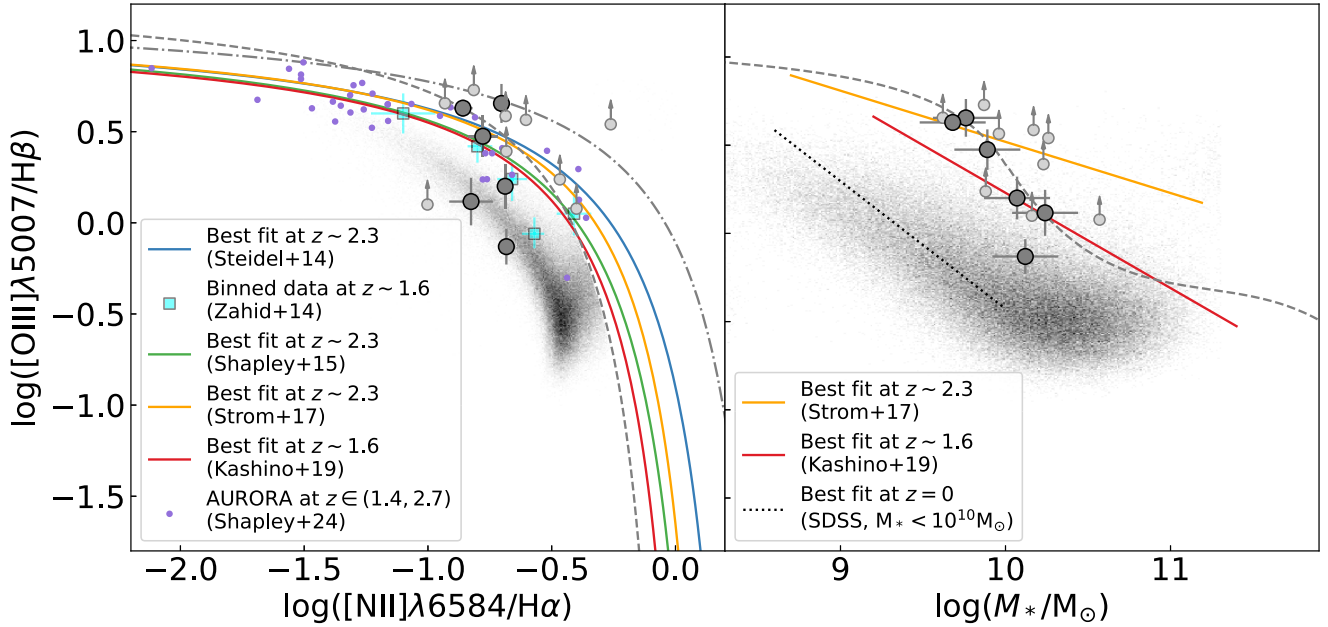 log([OIII]λ5007/Hβ)
1.0
0.5
0.0
−0.5
−1.0
−1.5
Best fit at z ~ 2.3
(Steidel+14)
Binned data at z ~ 1.6
(Zahid+14)
Best fit at z ~ 2.3
(Shapley+15)
Best fit at z ~ 2.3
(Strom+17)
Best fit at z ~ 1.6
(Kashino+19)
AURORA at z ∈ (1.4, 2.7)
(Shapley+24)
−2.0 −1.5 −1.0 −0.5 0.0
log([NII]λ6584/Hα)
Best fit at z ~ 2.3
(Strom+17)
Best fit at z ~ 1.6
(Kashino+19)
Best fit at z = 0
(SDSS, M* < 10¹⁰M☉)
9 10 11
log(M*/M☉)